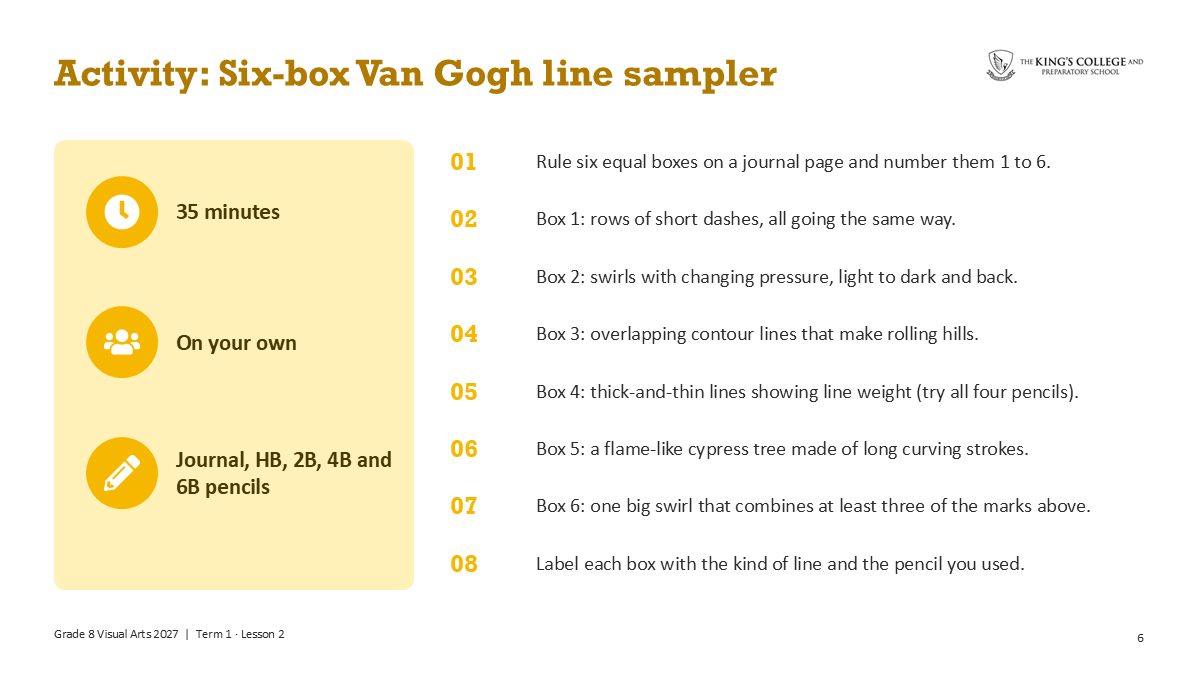 Activity: Six-box Van Gogh line sampler
THE KING'S COLLEGE AND
PREPARATORY SCHOOL
35 minutes
On your own
Journal, HB, 2B, 4B and
6B pencils
01 Rule six equal boxes on a journal page and number them 1 to 6.
02 Box 1: rows of short dashes, all going the same way.
03 Box 2: swirls with changing pressure, light to dark and back.
04 Box 3: overlapping contour lines that make rolling hills.
05 Box 4: thick-and-thin lines showing line weight (try all four pencils).
06 Box 5: a flame-like cypress tree made of long curving strokes.
07 Box 6: one big swirl that combines at least three of the marks above.
08 Label each box with the kind of line and the pencil you used.
Grade 8 Visual Arts 2027 | Term 1 · Lesson 2
6